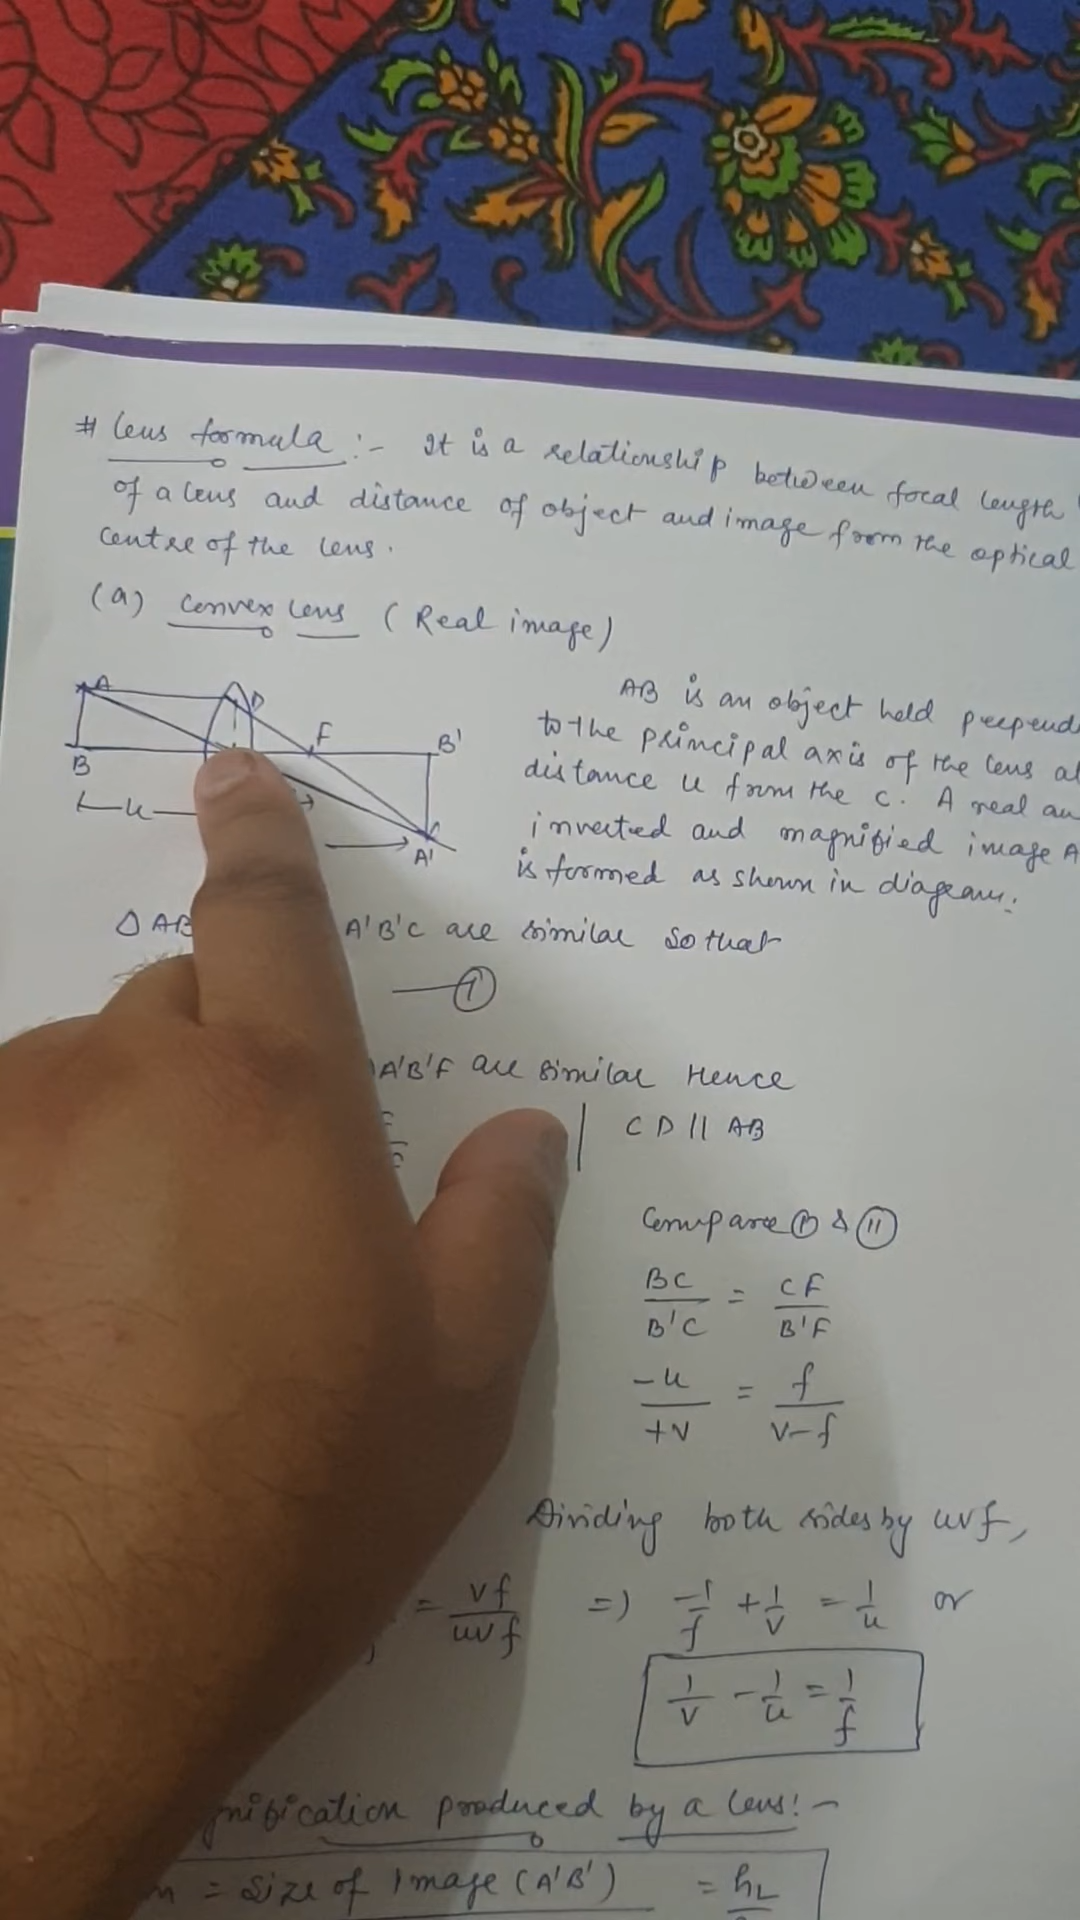 # Lens formula :- It is a relationship between focal length
of a lens and distance of object and image from the optical
centre of the lens.
(a) Convex lens (Real image)
A D F B' B u A'
AB is an object held perpend
to the principal axis of the lens at
distance u from the C. A real an
inverted and magnified image A
is formed as shown in diagram:
Δ AB A'B'C are similar so that
— (I)
A'B'F are similar Hence
CD || AB
Compare (I) & (II)
BC/B'C = CF/B'F
-u/+v = f/v-f
Dividing both sides by uvf,
= vf/uvf => -1/f + 1/v = 1/u or
1/v - 1/u = 1/f
gnification produced by a lens:-
m = Size of Image (A'B') =